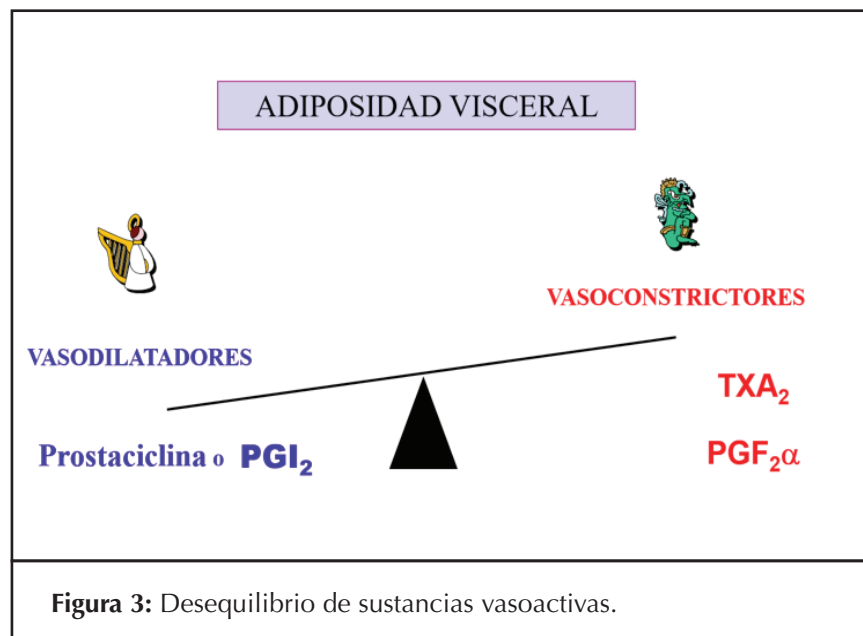 ADIPOSIDAD VISCERAL
VASOCONSTRICTORES
VASODILATADORES
TXA₂
Prostaciclina o PGI₂
PGF₂α
Figura 3: Desequilibrio de sustancias vasoactivas.